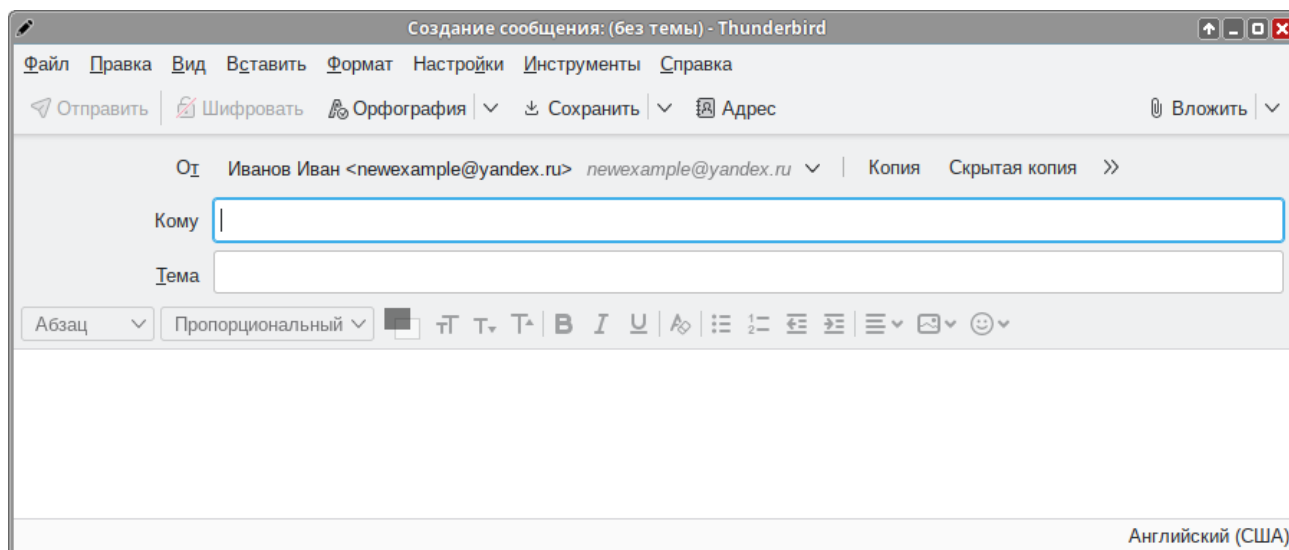 Создание сообщения: (без темы) - Thunderbird
Файл Правка Вид Вставить Формат Настройки Инструменты Справка
Отправить Шифровать Орфография Сохранить Адрес Вложить
От Иванов Иван <newexample@yandex.ru> newexample@yandex.ru Копия Скрытая копия
Кому
Тема
Абзац Пропорциональный
Английский (США)